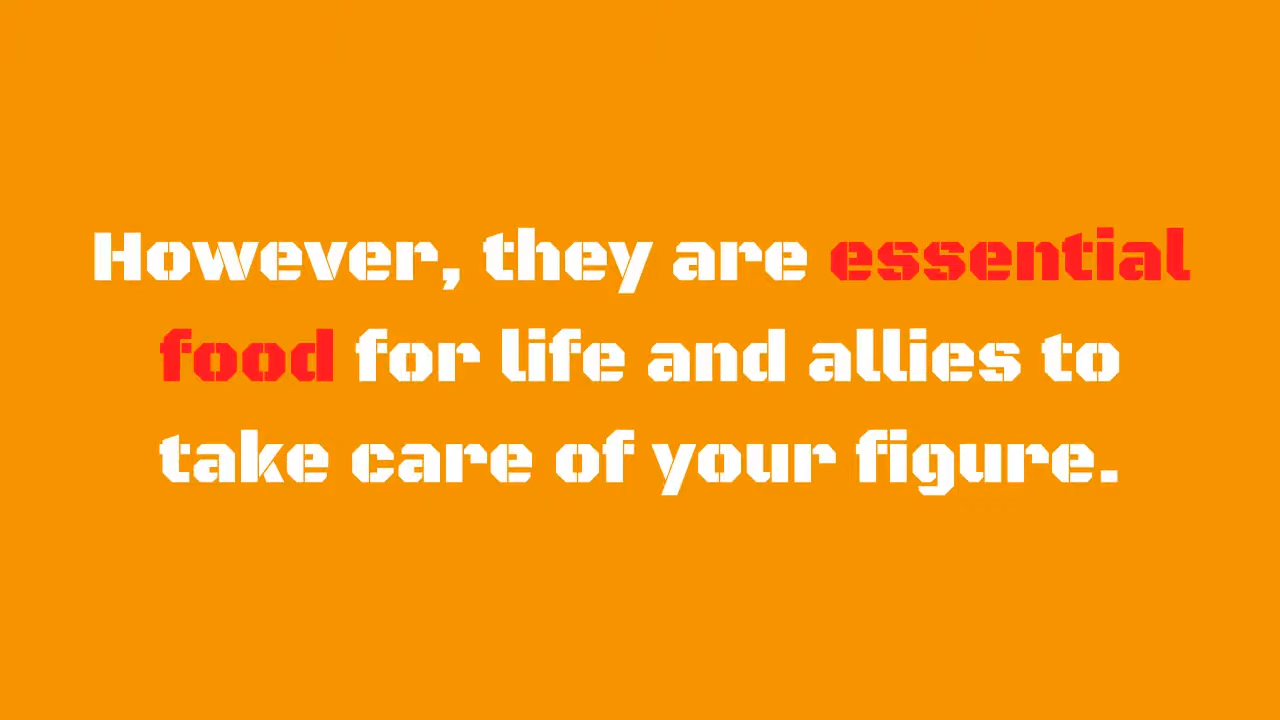 However, they are essential
food for life and allies to
take care of your figure.